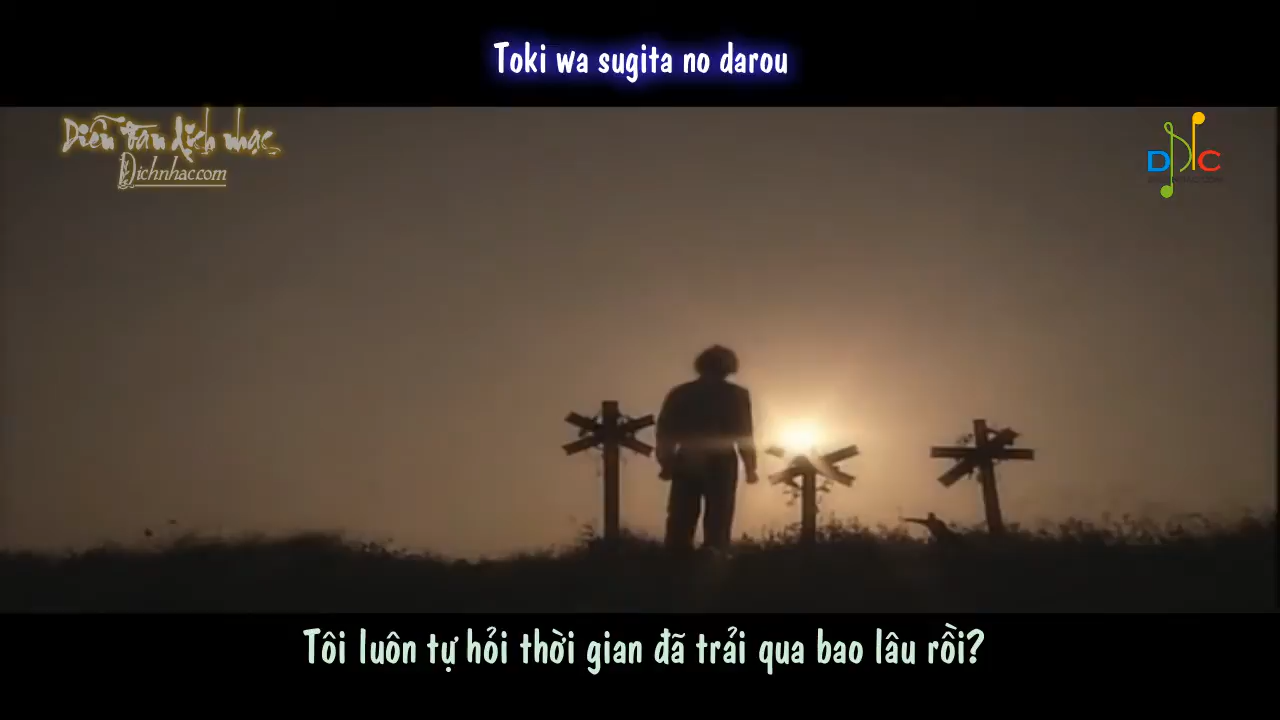 Toki wa sugita no darou
Diễn đàn dịch nhạc
Dichnhac.com
DNC
Tôi luôn tự hỏi thời gian đã trải qua bao lâu rồi?